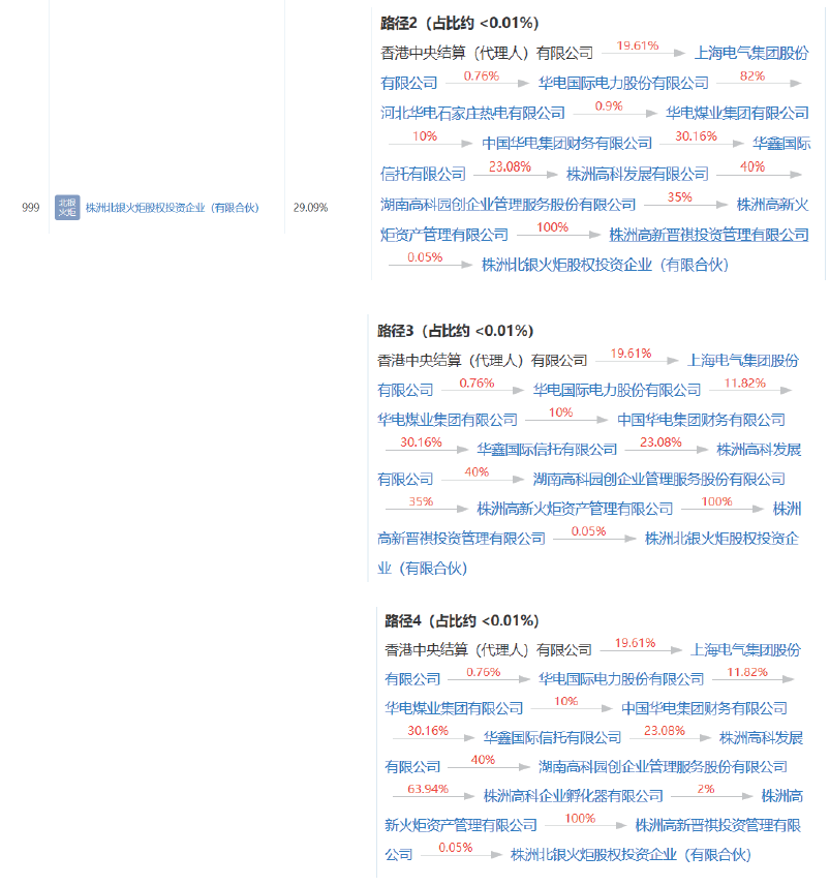 路径2（占比约 <0.01%）
香港中央结算（代理人）有限公司 19.61% 上海电气集团股份
有限公司 0.76% 华电国际电力股份有限公司 82%
河北华电石家庄热电有限公司 0.9% 华电煤业集团有限公司
10% 中国华电集团财务有限公司 30.16% 华鑫国际
信托有限公司 23.08% 株洲高科发展有限公司 40%
999 北银火炬 株洲北银火炬股权投资企业（有限合伙） 29.09%
湖南高科园创企业管理服务股份有限公司 35% 株洲高新火
炬资产管理有限公司 100% 株洲高新晋祺投资管理有限公司
0.05% 株洲北银火炬股权投资企业（有限合伙）
路径3（占比约 <0.01%）
香港中央结算（代理人）有限公司 19.61% 上海电气集团股份
有限公司 0.76% 华电国际电力股份有限公司 11.82%
华电煤业集团有限公司 10% 中国华电集团财务有限公司
30.16% 华鑫国际信托有限公司 23.08% 株洲高科发展
有限公司 40% 湖南高科园创企业管理服务股份有限公司
35% 株洲高新火炬资产管理有限公司 100% 株洲
高新晋祺投资管理有限公司 0.05% 株洲北银火炬股权投资企
业（有限合伙）
路径4（占比约 <0.01%）
香港中央结算（代理人）有限公司 19.61% 上海电气集团股份
有限公司 0.76% 华电国际电力股份有限公司 11.82%
华电煤业集团有限公司 10% 中国华电集团财务有限公司
30.16% 华鑫国际信托有限公司 23.08% 株洲高科发展
有限公司 40% 湖南高科园创企业管理服务股份有限公司
63.94% 株洲高科企业孵化器有限公司 2% 株洲高
新火炬资产管理有限公司 100% 株洲高新晋祺投资管理有限
公司 0.05% 株洲北银火炬股权投资企业（有限合伙）